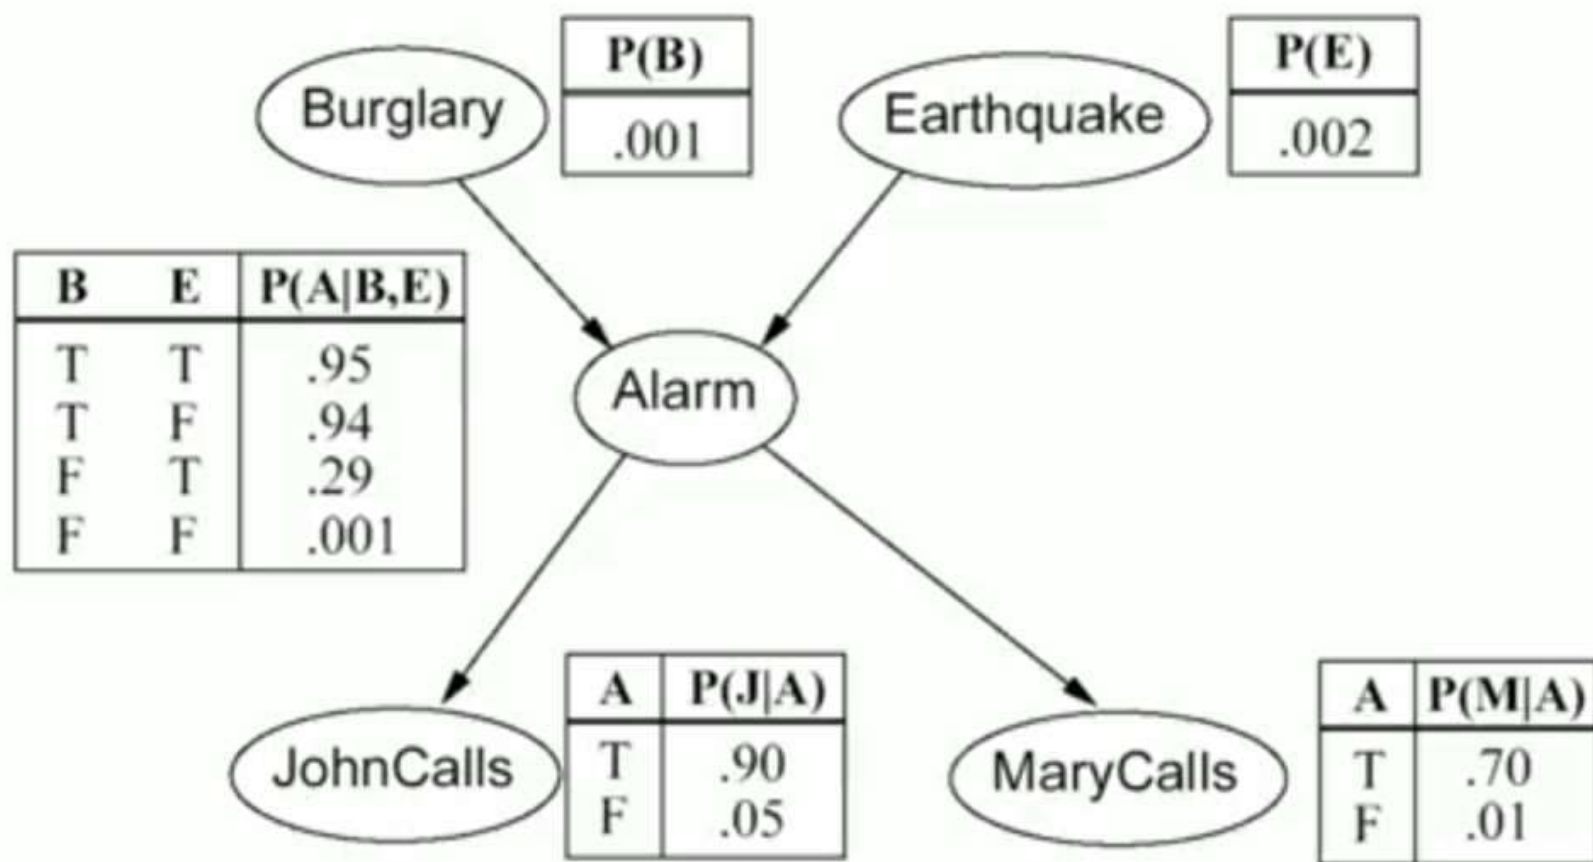 Burglary
P(B)
.001
Earthquake
P(E)
.002
B E P(A|B,E)
T T .95
T F .94
F T .29
F F .001
Alarm
JohnCalls
A P(J|A)
T .90
F .05
MaryCalls
A P(M|A)
T .70
F .01